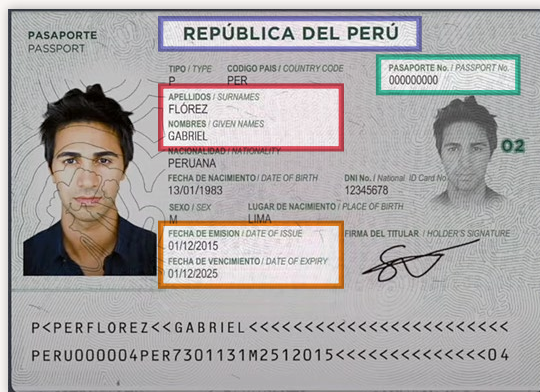 PASAPORTE
PASSPORT
REPÚBLICA DEL PERÚ
TIPO / TYPE CODIGO PAIS / COUNTRY CODE
P PER
PASAPORTE No. / PASSPORT No.
000000000
APELLIDOS / SURNAMES
FLÓREZ
NOMBRES / GIVEN NAMES
GABRIEL
NACIONALIDAD / NATIONALITY
PERUANA
FECHA DE NACIMIENTO / DATE OF BIRTH DNI No. / National ID Card No.
13/01/1983 12345678
SEXO / SEX LUGAR DE NACIMIENTO / PLACE OF BIRTH
M LIMA
FECHA DE EMISION / DATE OF ISSUE FIRMA DEL TITULAR / HOLDER'S SIGNATURE
01/12/2015
FECHA DE VENCIMIENTO / DATE OF EXPIRY
01/12/2025
02
P<PERFLOREZ<<GABRIEL<<<<<<<<<<<<<<<<<<<<<<<<
PERU000004PER7301131M2512015<<<<<<<<<<<<<<04